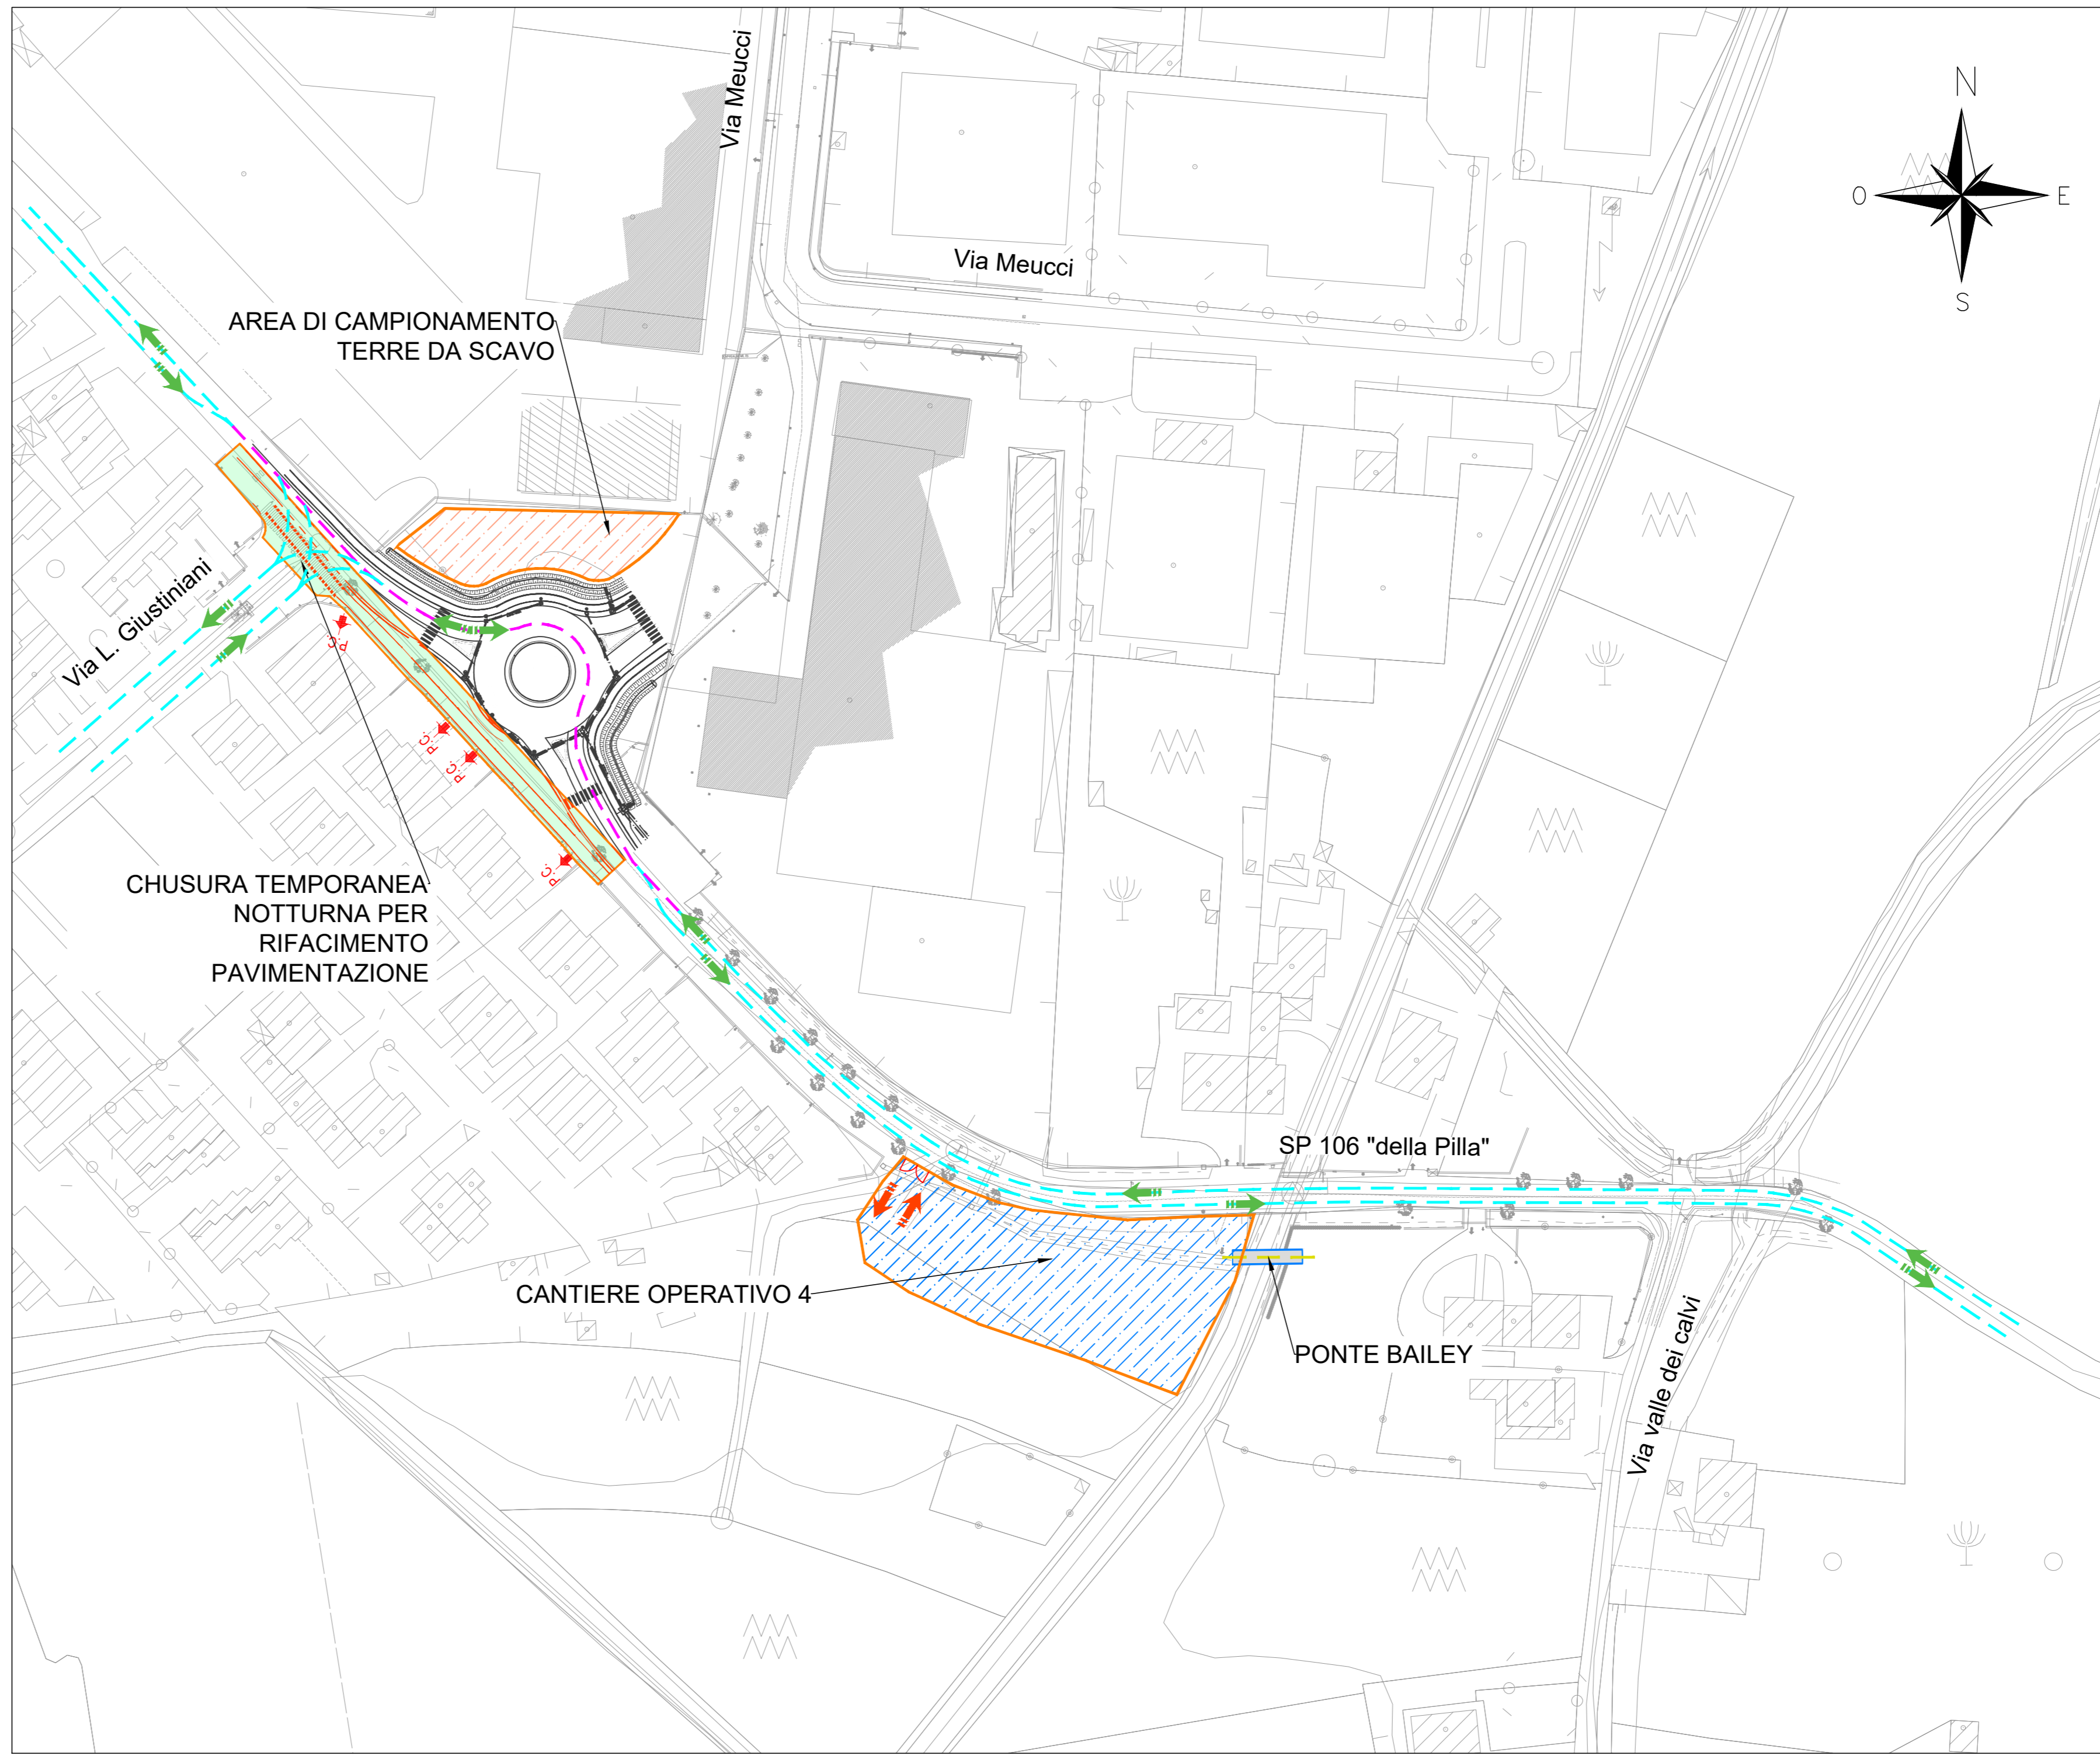 Via Meucci
N
O
E
S
Via Meucci
AREA DI CAMPIONAMENTO
TERRE DA SCAVO
Via L. Giustiniani
P.C.
P.C.
P.C.
P.C.
CHUSURA TEMPORANEA
NOTTURNA PER
RIFACIMENTO
PAVIMENTAZIONE
SP 106 "della Pilla"
CANTIERE OPERATIVO 4
PONTE BAILEY
Via valle dei calvi